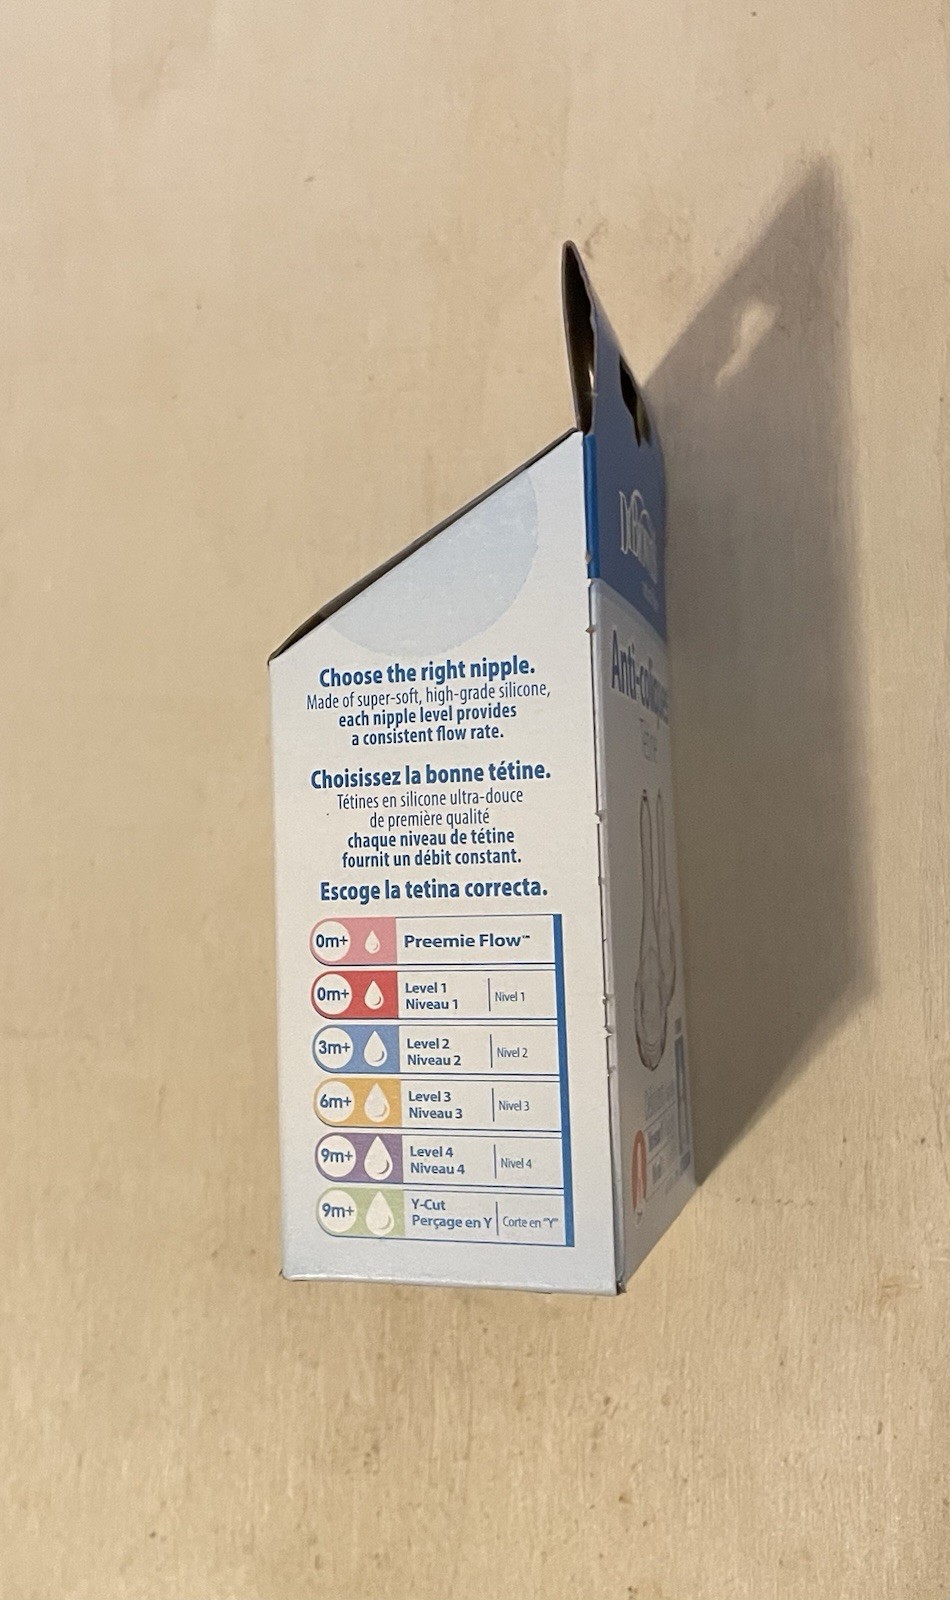 Choose the right nipple.
Made of super-soft, high-grade silicone,
each nipple level provides
a consistent flow rate.
Choisissez la bonne tétine.
Tétines en silicone ultra-douce
de première qualité
chaque niveau de tétine
fournit un débit constant.
Escoge la tetina correcta.
0m+ Preemie Flow™
0m+ Level 1 Nivel 1
Niveau 1
3m+ Level 2 Nivel 2
Niveau 2
6m+ Level 3 Nivel 3
Niveau 3
9m+ Level 4 Nivel 4
Niveau 4
9m+ Y-Cut
Perçage en Y Corte en "Y"